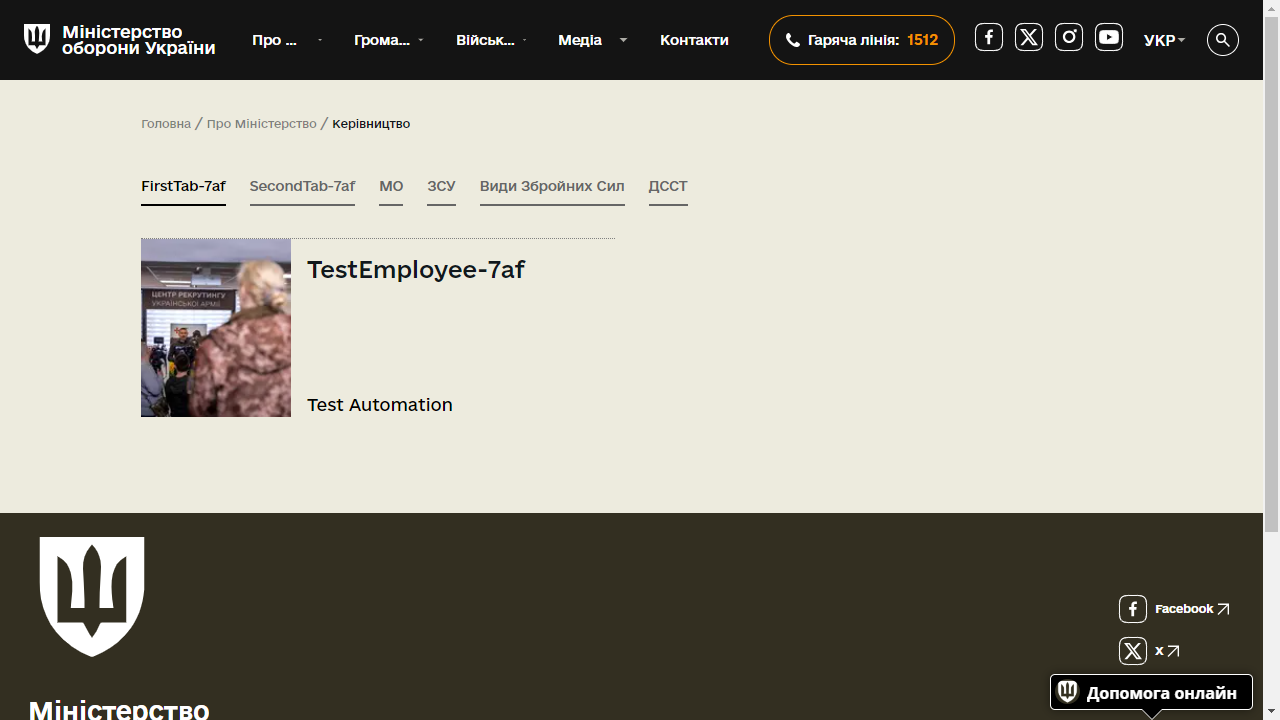 Міністерство
оборони України
Про ...
Грома...
Військ...
Медіа
Контакти
Гаряча лінія: 1512
УКР
Головна / Про Міністерство / Керівництво
FirstTab-7af
SecondTab-7af
МО
ЗСУ
Види Збройних Сил
ДССТ
ЦЕНТР РЕКРУТИНГУ
УКРАЇНСЬКОЇ АРМІЇ
TestEmployee-7af
Test Automation
Facebook
X
Міністерство
Допомога онлайн